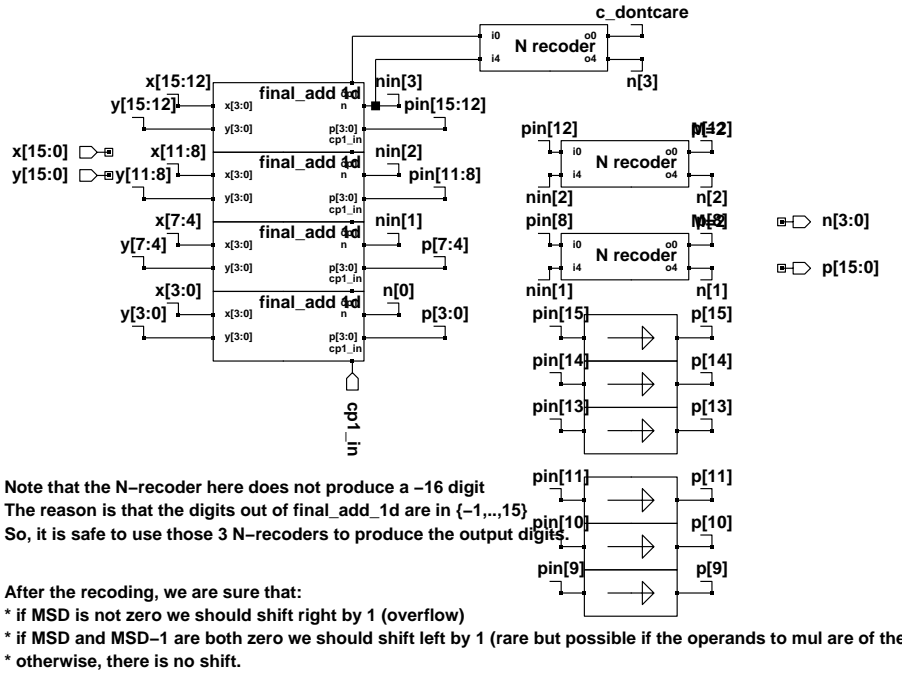 c_dontcare
i0 N recoder o0
i4 o4
n[3]
x[15:12] final_add 1d nin[3]
y[15:12] x[3:0] n pin[15:12]
y[3:0] p[3:0]
cp1_in
x[15:0] x[11:8] final_add 1d nin[2]
y[15:0] y[11:8] x[3:0] n pin[11:8]
y[3:0] p[3:0]
cp1_in
x[7:4] final_add 1d nin[1]
y[7:4] x[3:0] n p[7:4]
y[3:0] p[3:0]
cp1_in
x[3:0] final_add 1d n[0]
y[3:0] x[3:0] n p[3:0]
y[3:0] p[3:0]
cp1_in
cp1_in
pin[12] p[12]
i0 N recoder o0
i4 o4
nin[2] n[2]
pin[8] p[8]
i0 N recoder o0
i4 o4
nin[1] n[1]
n[3:0]
p[15:0]
pin[15] p[15]
pin[14] p[14]
pin[13] p[13]
pin[11] p[11]
pin[10] p[10]
pin[9] p[9]
Note that the N−recoder here does not produce a −16 digit
The reason is that the digits out of final_add_1d are in {−1,..,15}
So, it is safe to use those 3 N−recoders to produce the output digits.
After the recoding, we are sure that:
* if MSD is not zero we should shift right by 1 (overflow)
* if MSD and MSD−1 are both zero we should shift left by 1 (rare but possible if the operands to mul are of the
* otherwise, there is no shift.